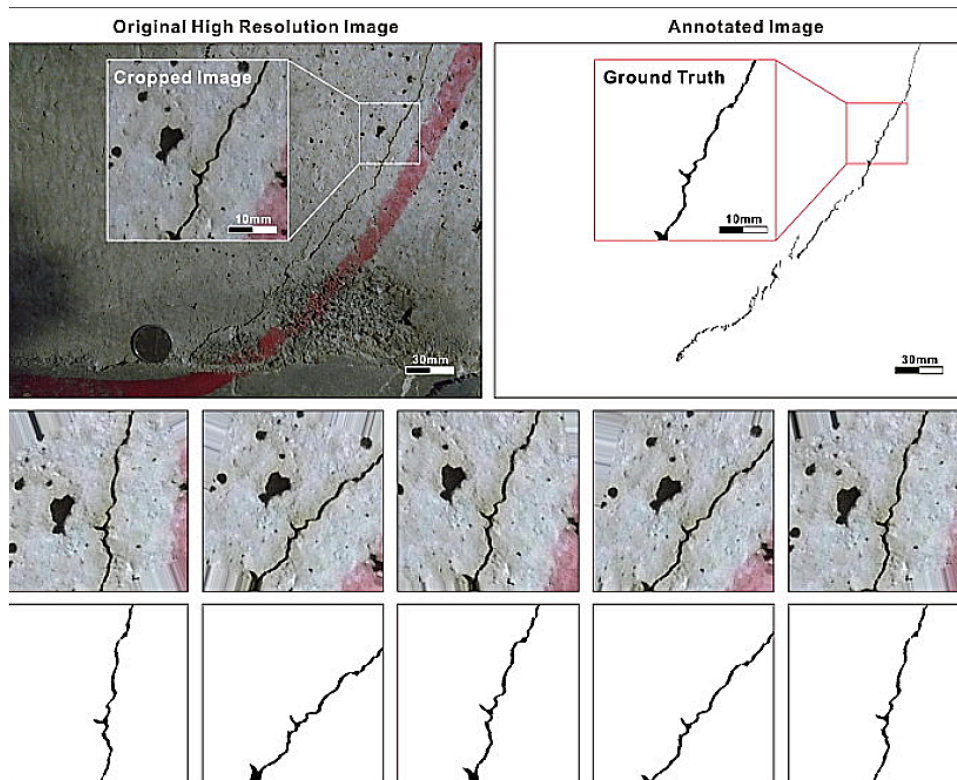 Original High Resolution Image
Annotated Image
Cropped Image
Ground Truth
10mm
10mm
30mm
30mm